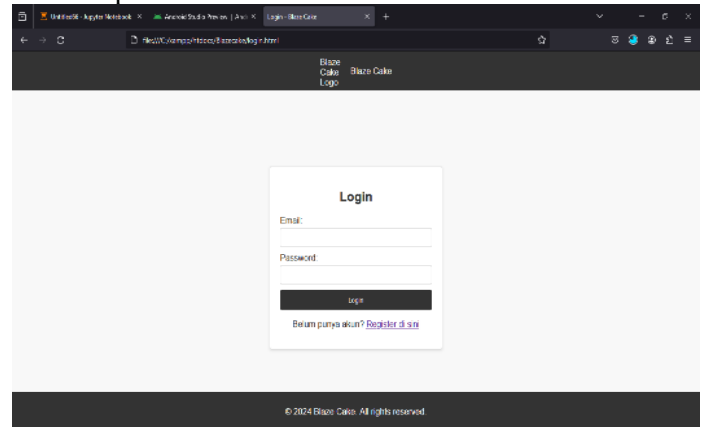 Untitled56 - Jupyter Notebook
Android Studio Preview | And
Login - Blaze Cake
file:///C:/xampp/htdocs/Blazecake/login.html
Blaze
Cake
Logo
Blaze Cake
Login
Email:
Password:
Login
Belum punya akun? Register di sini
© 2024 Blaze Cake. All rights reserved.